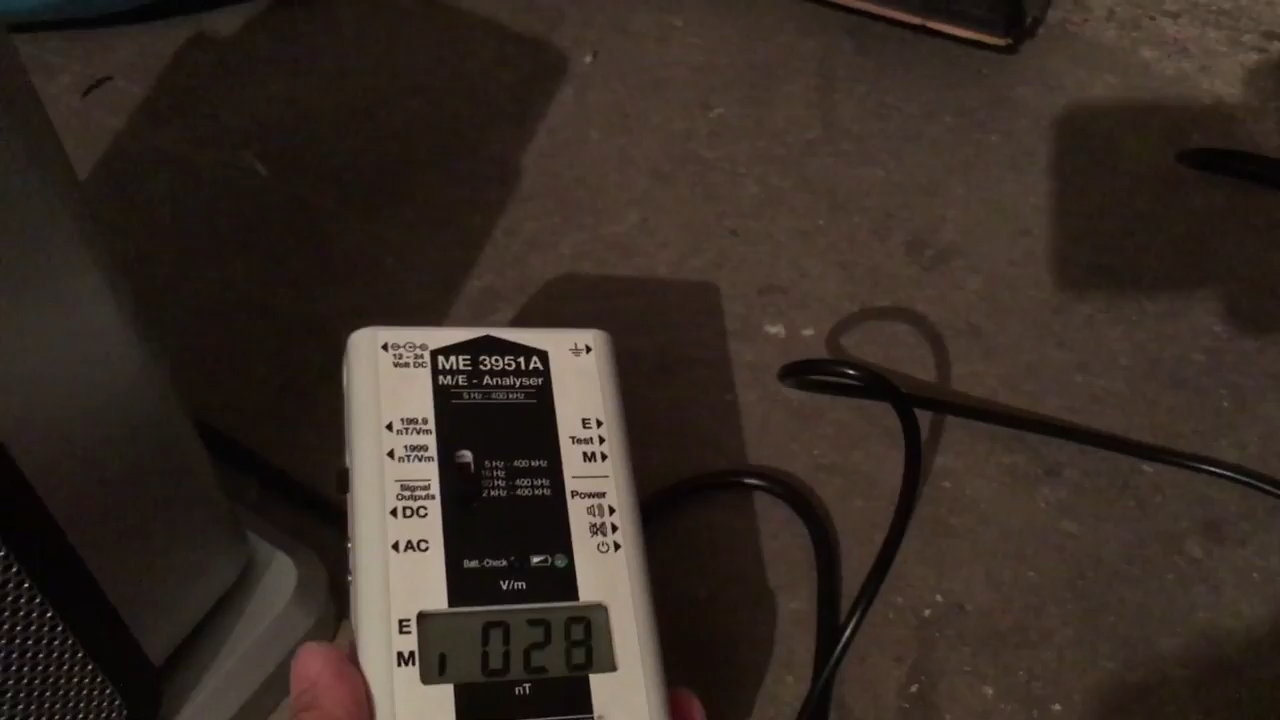 12 - 24
Volt DC
ME 3951A
M/E - Analyser
5 Hz - 400 kHz
199.9
nT/Vm
1999
nT/Vm
E
Test
M
5 Hz - 400 kHz
Hz
Hz - 400 kHz
2 kHz - 400 kHz
Signal
Outputs
DC
AC
Power
Batt.-Check
V/m
E
M
028
nT